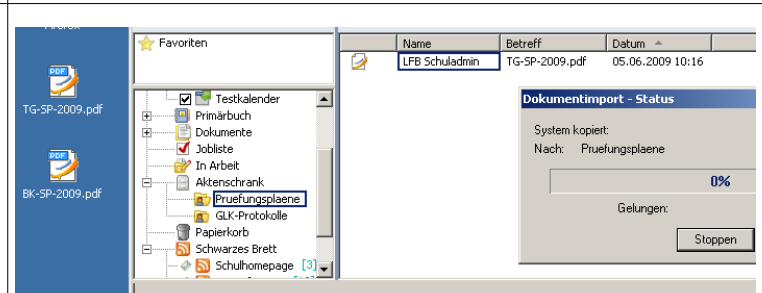 TG-SP-2009.pdf
BK-SP-2009.pdf
Favoriten
Testkalender
Primärbuch
Dokumente
Jobliste
In Arbeit
Aktenschrank
Pruefungsplaene
GLK-Protokolle
Papierkorb
Schwarzes Brett
Schulhomepage [3]
Name Betreff Datum
LFB Schuladmin TG-SP-2009.pdf 05.06.2009 10:16
Dokumentimport - Status
System kopiert:
Nach: Pruefungsplaene
0%
Gelungen:
Stoppen